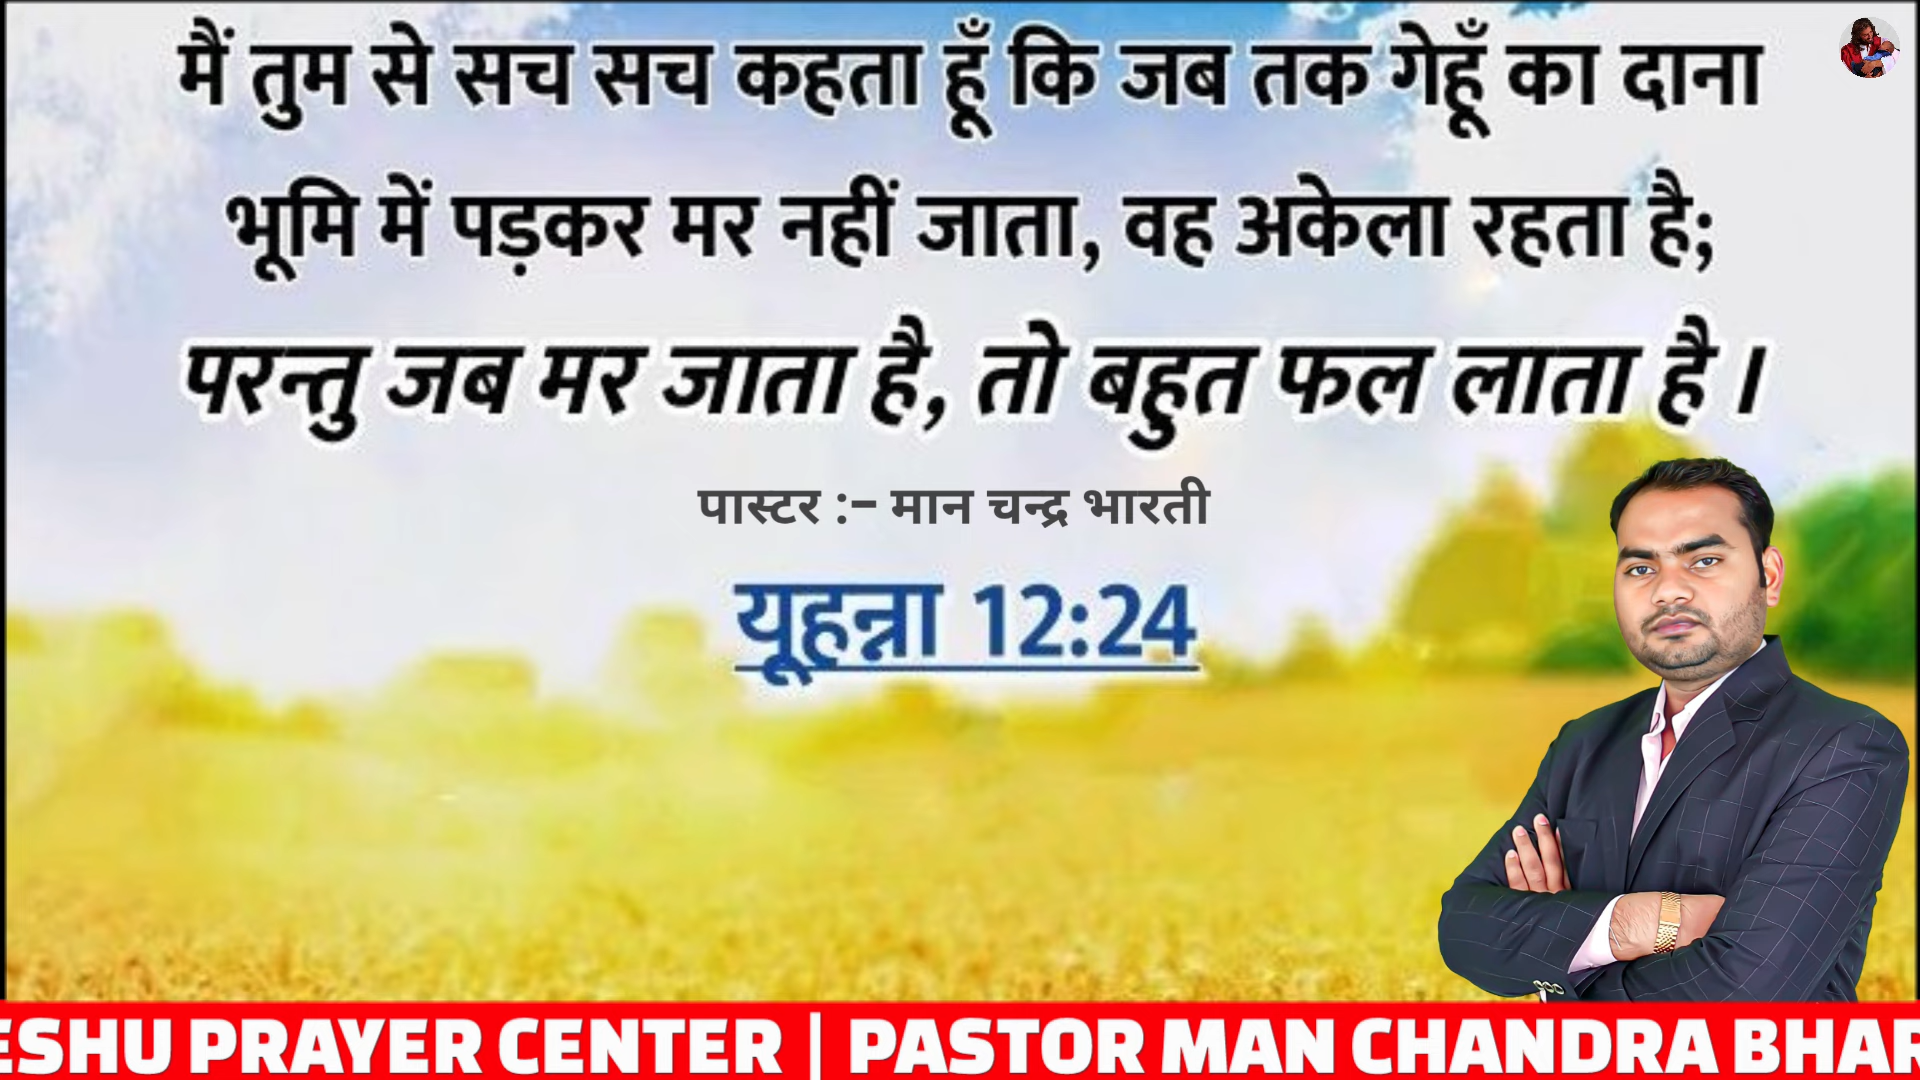 मैं तुम से सच सच कहता हूँ कि जब तक गेहूँ का दाना
भूमि में पड़कर मर नहीं जाता, वह अकेला रहता है;
परन्तु जब मर जाता है, तो बहुत फल लाता है ।
पास्टर :– मान चन्द्र भारती
यूहन्ना 12:24
ESHU PRAYER CENTER | PASTOR MAN CHANDRA BHAR